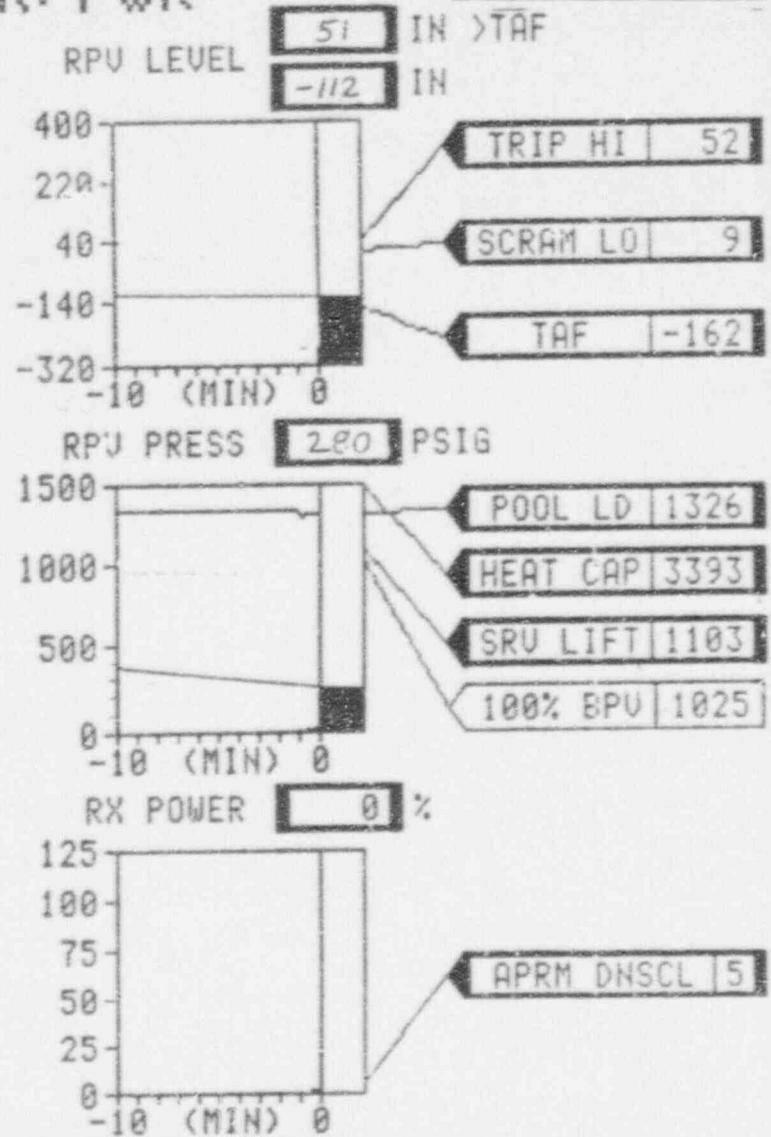 51 IN >TAF
RPV LEVEL
-112 IN
400
220
40
-140
-320
-10 (MIN) 0
TRIP HI 52
SCRAM LO 9
TAF -162
RPV PRESS 280 PSIG
1500
1000
500
0
-10 (MIN) 0
POOL LD 1326
HEAT CAP 3393
SRV LIFT 1103
100% BPV 1025
RX POWER 0 %
125
100
75
50
25
0
-10 (MIN) 0
APRM DNSCL 5